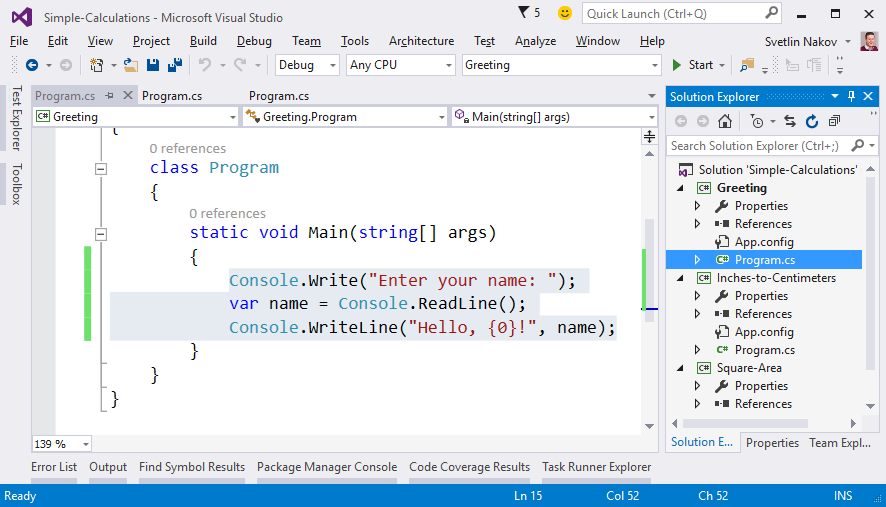 Simple-Calculations - Microsoft Visual Studio
5
Quick Launch (Ctrl+Q)
File Edit View Project Build Debug Team Tools Architecture Test Analyze Window Help
Svetlin Nakov
Debug Any CPU Greeting Start
Test Explorer
Toolbox
Program.cs Program.cs Program.cs
C# Greeting Greeting.Program Main(string[] args)
{
0 references
class Program
{
0 references
static void Main(string[] args)
{
Console.Write("Enter your name: ");
var name = Console.ReadLine();
Console.WriteLine("Hello, {0}!", name);
}
}
}
139 %
Solution Explorer
Search Solution Explorer (Ctrl+;)
Solution 'Simple-Calculations'
C# Greeting
Properties
References
App.config
C# Program.cs
C# Inches-to-Centimeters
Properties
References
App.config
C# Program.cs
C# Square-Area
Properties
References
Solution E... Properties Team Expl...
Error List Output Find Symbol Results Package Manager Console Code Coverage Results Task Runner Explorer
Ready Ln 15 Col 52 Ch 52 INS